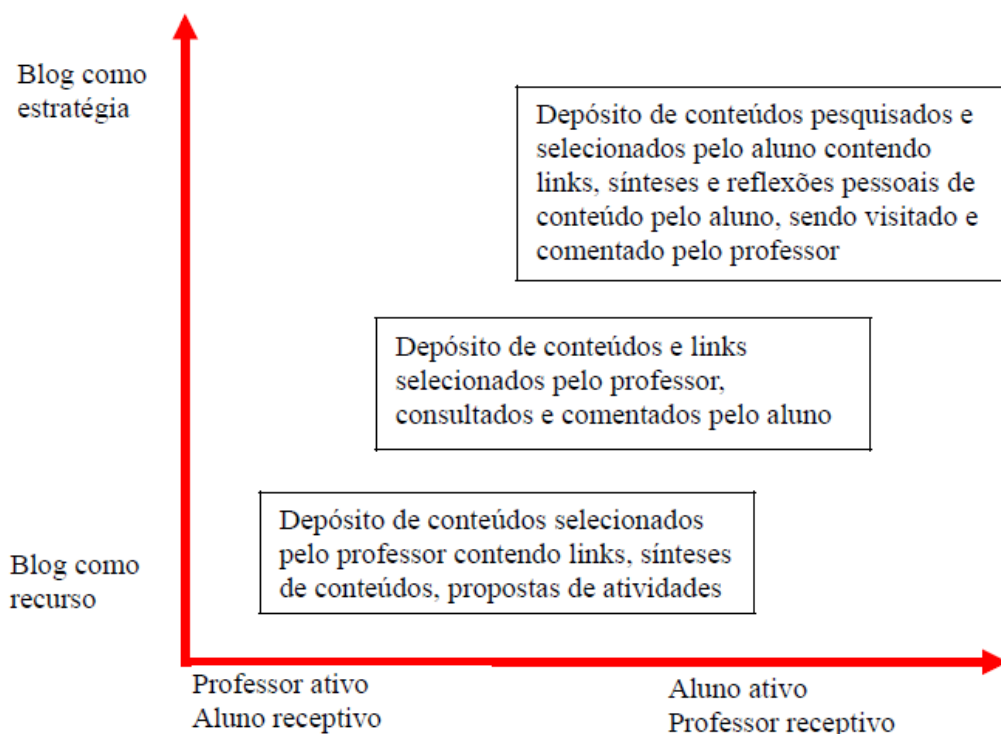 Blog como
estratégia
Depósito de conteúdos pesquisados e
selecionados pelo aluno contendo
links, sínteses e reflexões pessoais de
conteúdo pelo aluno, sendo visitado e
comentado pelo professor
Depósito de conteúdos e links
selecionados pelo professor,
consultados e comentados pelo aluno
Depósito de conteúdos selecionados
pelo professor contendo links, sínteses
de conteúdos, propostas de atividades
Blog como
recurso
Professor ativo
Aluno receptivo
Aluno ativo
Professor receptivo